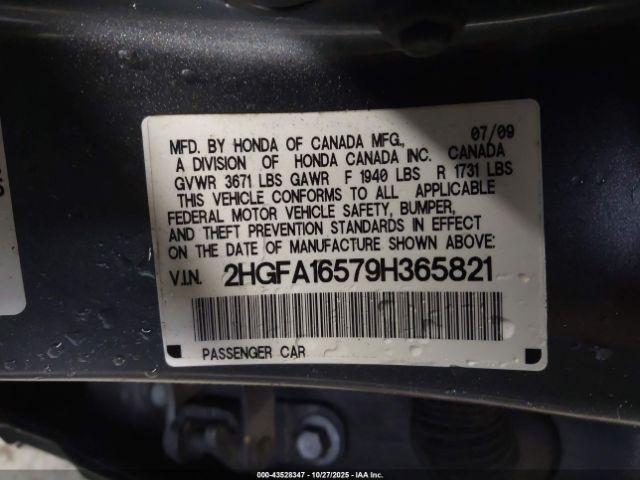 MFD. BY HONDA OF CANADA MFG., 07/09
A DIVISION OF HONDA CANADA INC. CANADA
GVWR 3671 LBS GAWR F 1940 LBS R 1731 LBS
THIS VEHICLE CONFORMS TO ALL APPLICABLE
FEDERAL MOTOR VEHICLE SAFETY, BUMPER,
AND THEFT PREVENTION STANDARDS IN EFFECT
ON THE DATE OF MANUFACTURE SHOWN ABOVE:
V.I.N. 2HGFA16579H365821
PASSENGER CAR
000-43528347 - 10/27/2025 - IAA Inc.